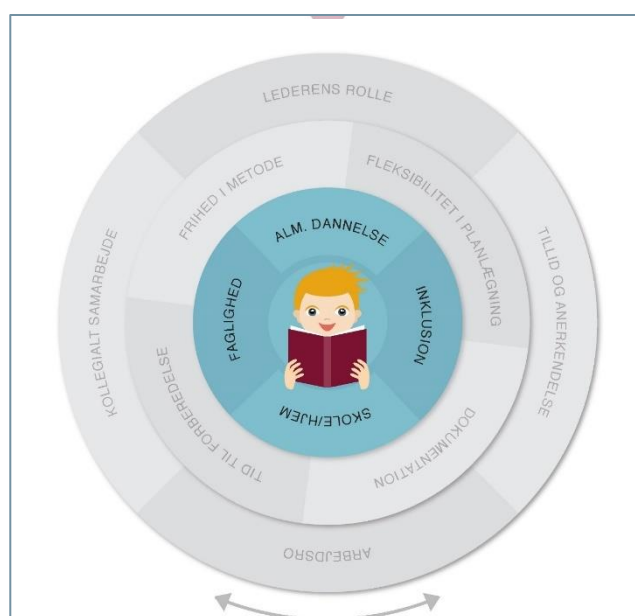 LEDERENS ROLLE
TILLID OG ANERKENDELSE
ARBEJDSRO
KOLLEGIALT SAMARBEJDE
FRIHED I METODE
FLEKSIBILITET I PLANLÆGNING
DOKUMENTATION
TID TIL FORBEREDELSE
ALM. DANNELSE
INKLUSION
SKOLE/HJEM
FAGLIGHED